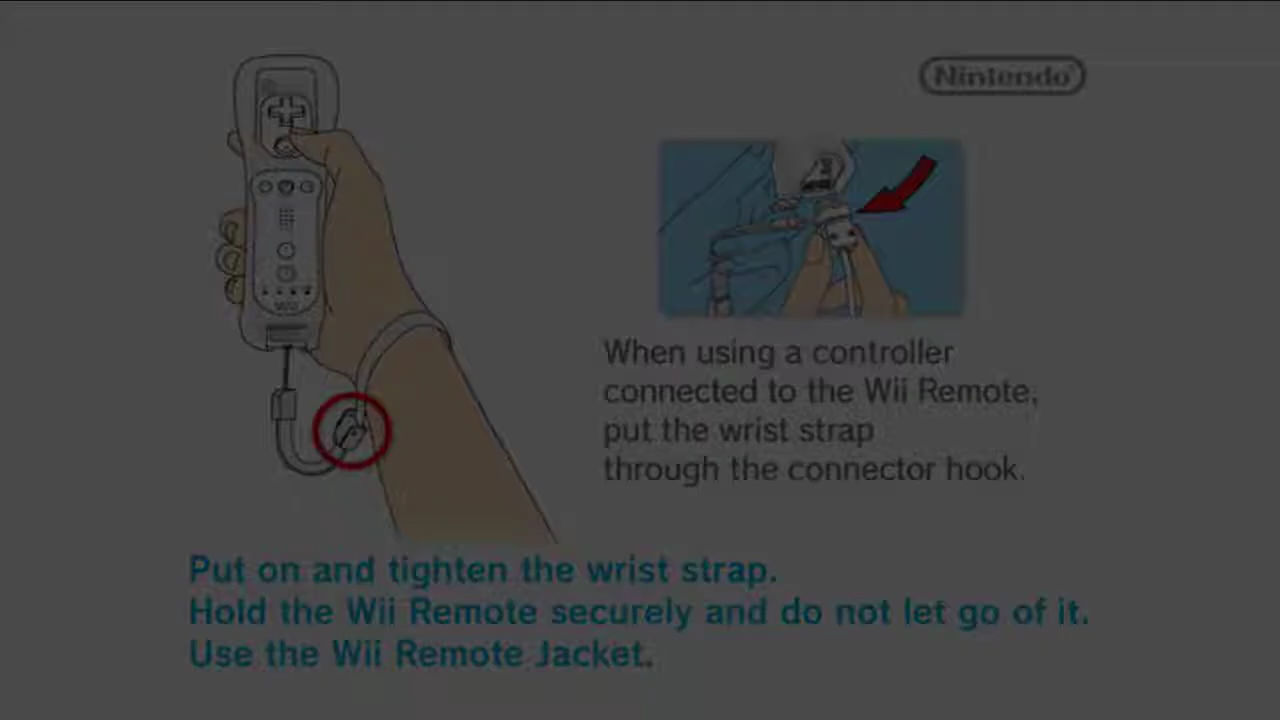 Nintendo
When using a controller
connected to the Wii Remote,
put the wrist strap
through the connector hook.
Wii
Put on and tighten the wrist strap.
Hold the Wii Remote securely and do not let go of it.
Use the Wii Remote Jacket.